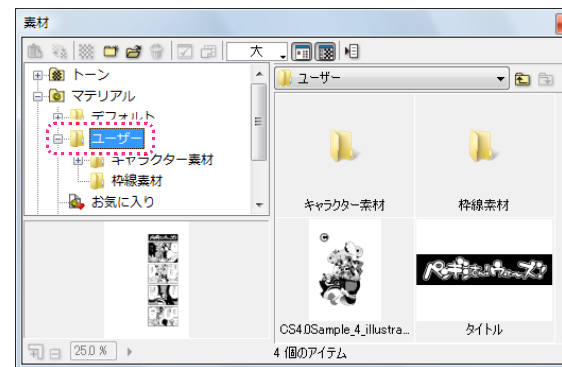 素材
大
トーン
マテリアル
デフォルト
ユーザー
キャラクター素材
枠線素材
お気に入り
25.0 %
ユーザー
キャラクター素材
枠線素材
CS4.0Sample_4_illustra...
タイトル
4 個のアイテム